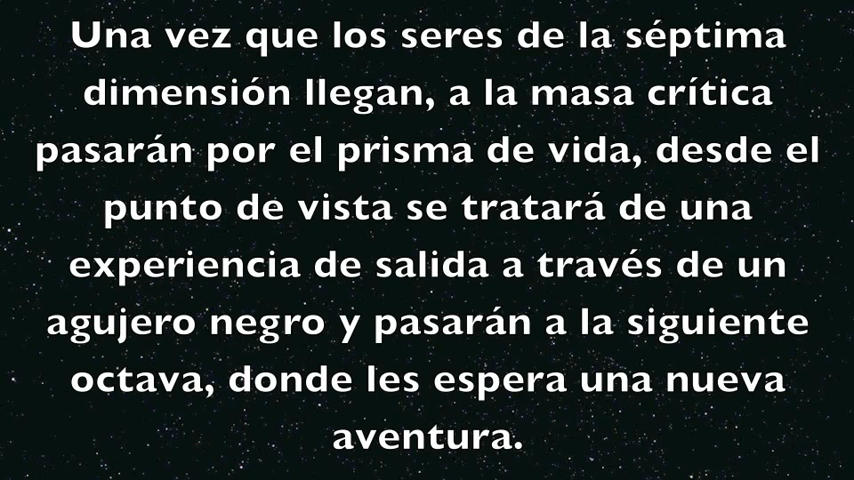 Una vez que los seres de la séptima
dimensión llegan, a la masa crítica
pasarán por el prisma de vida, desde el
punto de vista se tratará de una
experiencia de salida a través de un
agujero negro y pasarán a la siguiente
octava, donde les espera una nueva
aventura.